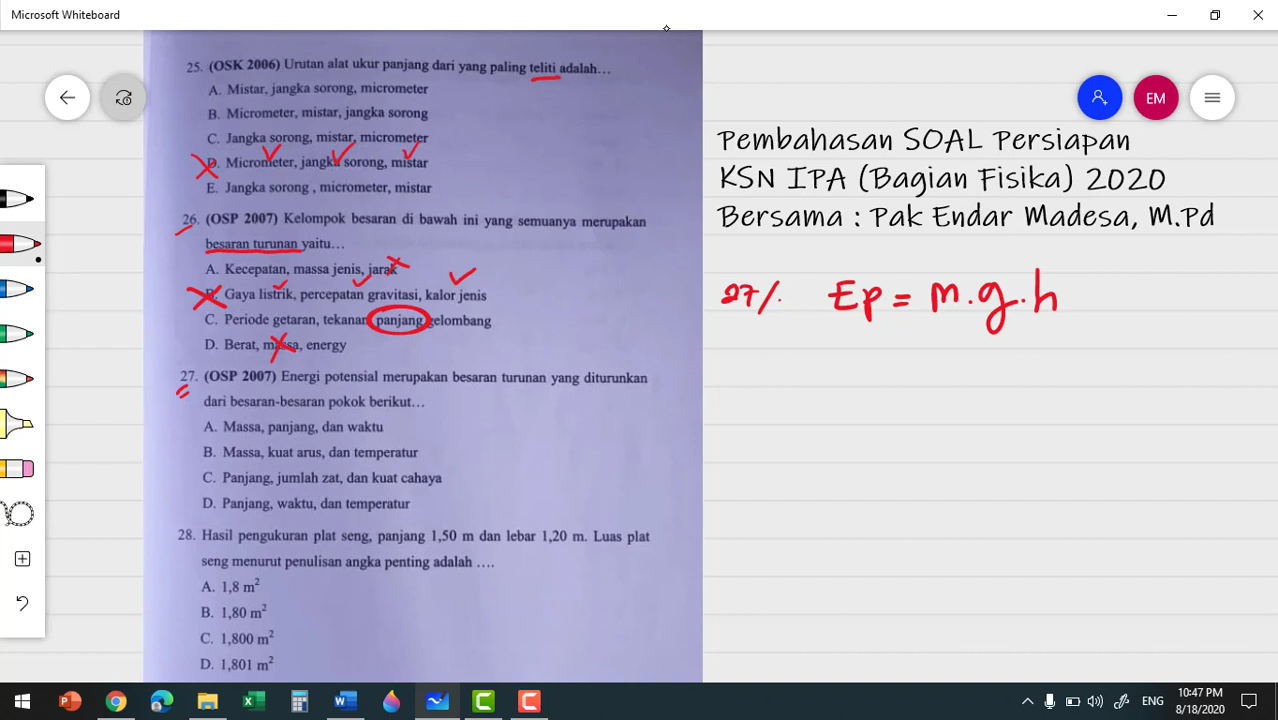 Microsoft Whiteboard
25. (OSK 2006) Urutan alat ukur panjang dari yang paling teliti adalah…
A. Mistar, jangka sorong, micrometer
B. Micrometer, mistar, jangka sorong
C. Jangka sorong, mistar, micrometer
D. Micrometer, jangka sorong, mistar
E. Jangka sorong , micrometer, mistar
26. (OSP 2007) Kelompok besaran di bawah ini yang semuanya merupakan
besaran turunan yaitu…
A. Kecepatan, massa jenis, jarak
B. Gaya listrik, percepatan gravitasi, kalor jenis
C. Periode getaran, tekanan, panjang gelombang
D. Berat, massa, energy
27. (OSP 2007) Energi potensial merupakan besaran turunan yang diturunkan
dari besaran-besaran pokok berikut…
A. Massa, panjang, dan waktu
B. Massa, kuat arus, dan temperatur
C. Panjang, jumlah zat, dan kuat cahaya
D. Panjang, waktu, dan temperatur
28. Hasil pengukuran plat seng, panjang 1,50 m dan lebar 1,20 m. Luas plat
seng menurut penulisan angka penting adalah ….
A. 1,8 m²
B. 1,80 m²
C. 1,800 m²
D. 1,801 m²
EM
Pembahasan SOAL Persiapan
KSN IPA (Bagian Fisika) 2020
Bersama : Pak Endar Madesa, M.Pd
27/. Ep = m.g.h
ENG
10:47 PM
8/18/2020